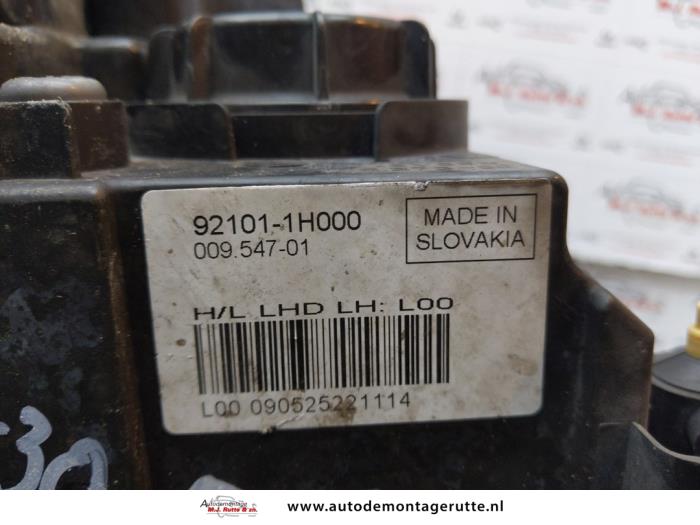 92101-1H000
009.547-01
MADE IN
SLOVAKIA
H/L LHD LH: L00
L00 090525221114
Autodemontage
M.J. Rutte & zn.
www.autodemontagerutte.nl